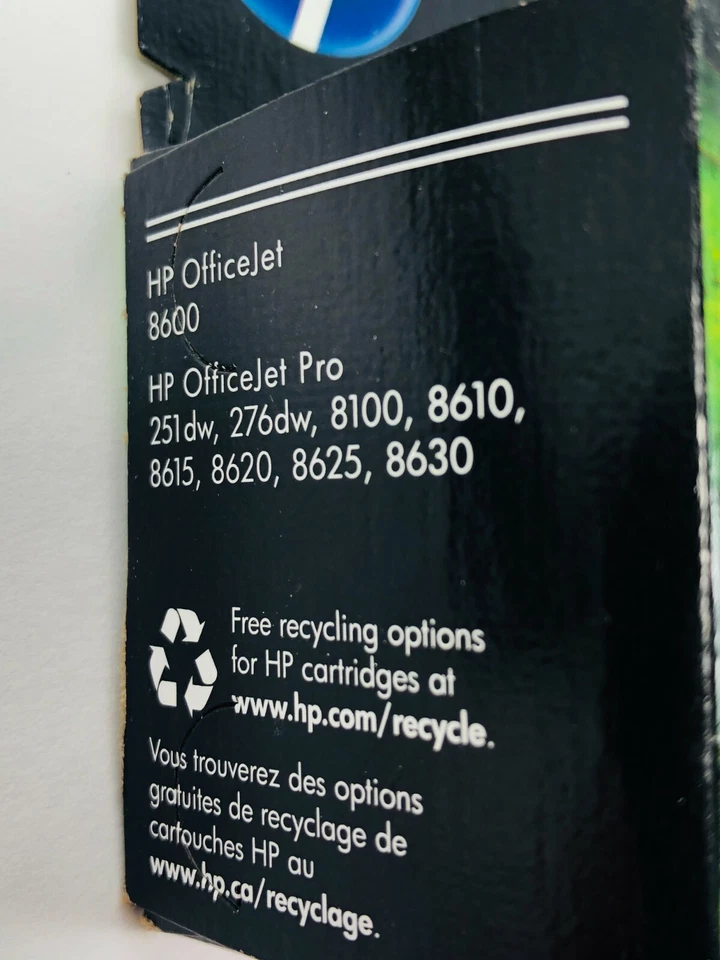 HP OfficeJet
8600
HP OfficeJet Pro
251dw, 276dw, 8100, 8610,
8615, 8620, 8625, 8630
Free recycling options
for HP cartridges at
www.hp.com/recycle.
Vous trouverez des options
gratuites de recyclage de
cartouches HP au
www.hp.ca/recyclage.